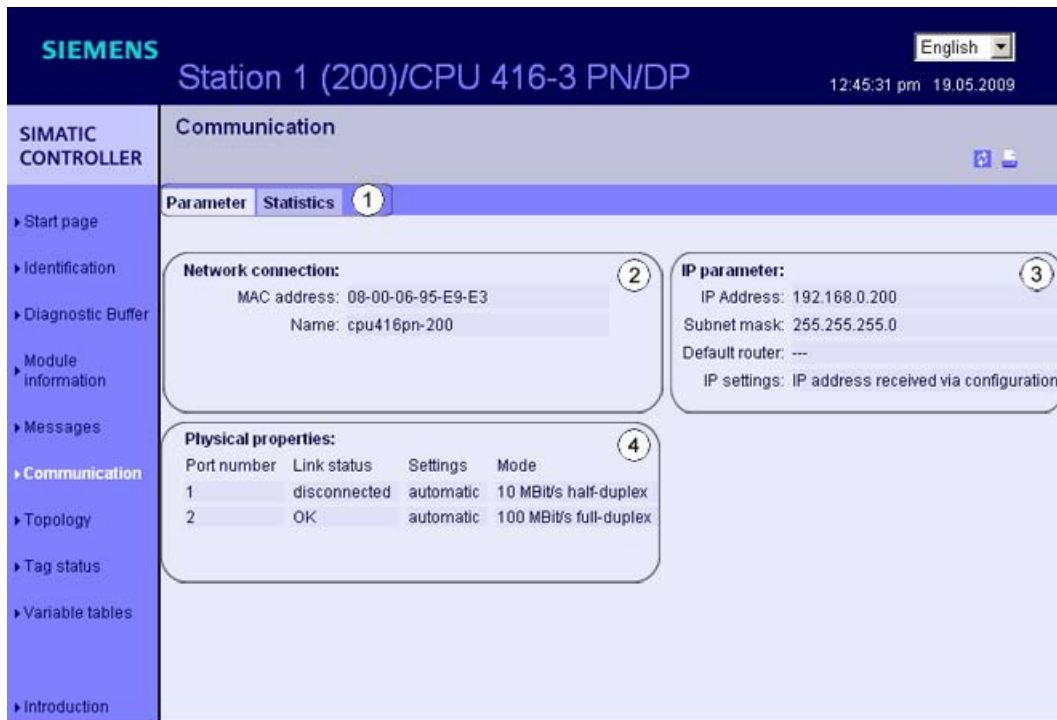 SIEMENS
English
Station 1 (200)/CPU 416-3 PN/DP
12:45:31 pm 19.05.2009
SIMATIC
CONTROLLER
Communication
Parameter Statistics 1
Start page
Identification
Diagnostic Buffer
Module
information
Messages
Communication
Topology
Tag status
Variable tables
Introduction
Network connection: 2
MAC address: 08-00-06-95-E9-E3
Name: cpu416pn-200
IP parameter: 3
IP Address: 192.168.0.200
Subnet mask: 255.255.255.0
Default router: ---
IP settings: IP address received via configuration
Physical properties: 4
Port number Link status Settings Mode
1 disconnected automatic 10 MBit/s half-duplex
2 OK automatic 100 MBit/s full-duplex